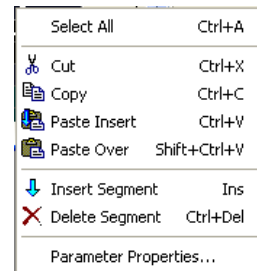 Select All Ctrl+A
Cut Ctrl+X
Copy Ctrl+C
Paste Insert Ctrl+V
Paste Over Shift+Ctrl+V
Insert Segment Ins
Delete Segment Ctrl+Del
Parameter Properties...